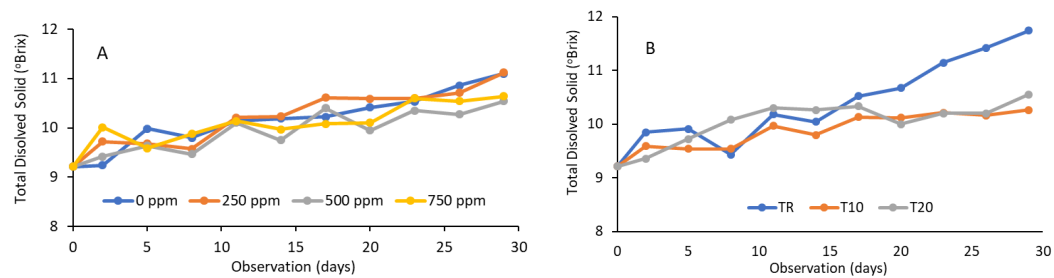 A
Total Disolved Solid (°Brix)
12
11
10
9
8
0 ppm 250 ppm 500 ppm 750 ppm
0 5 10 15 20 25 30
Observation (days)
B
Total Disolved Solid (°Brix)
12
11
10
9
8
TR T10 T20
0 5 10 15 20 25 30
Observation (days)